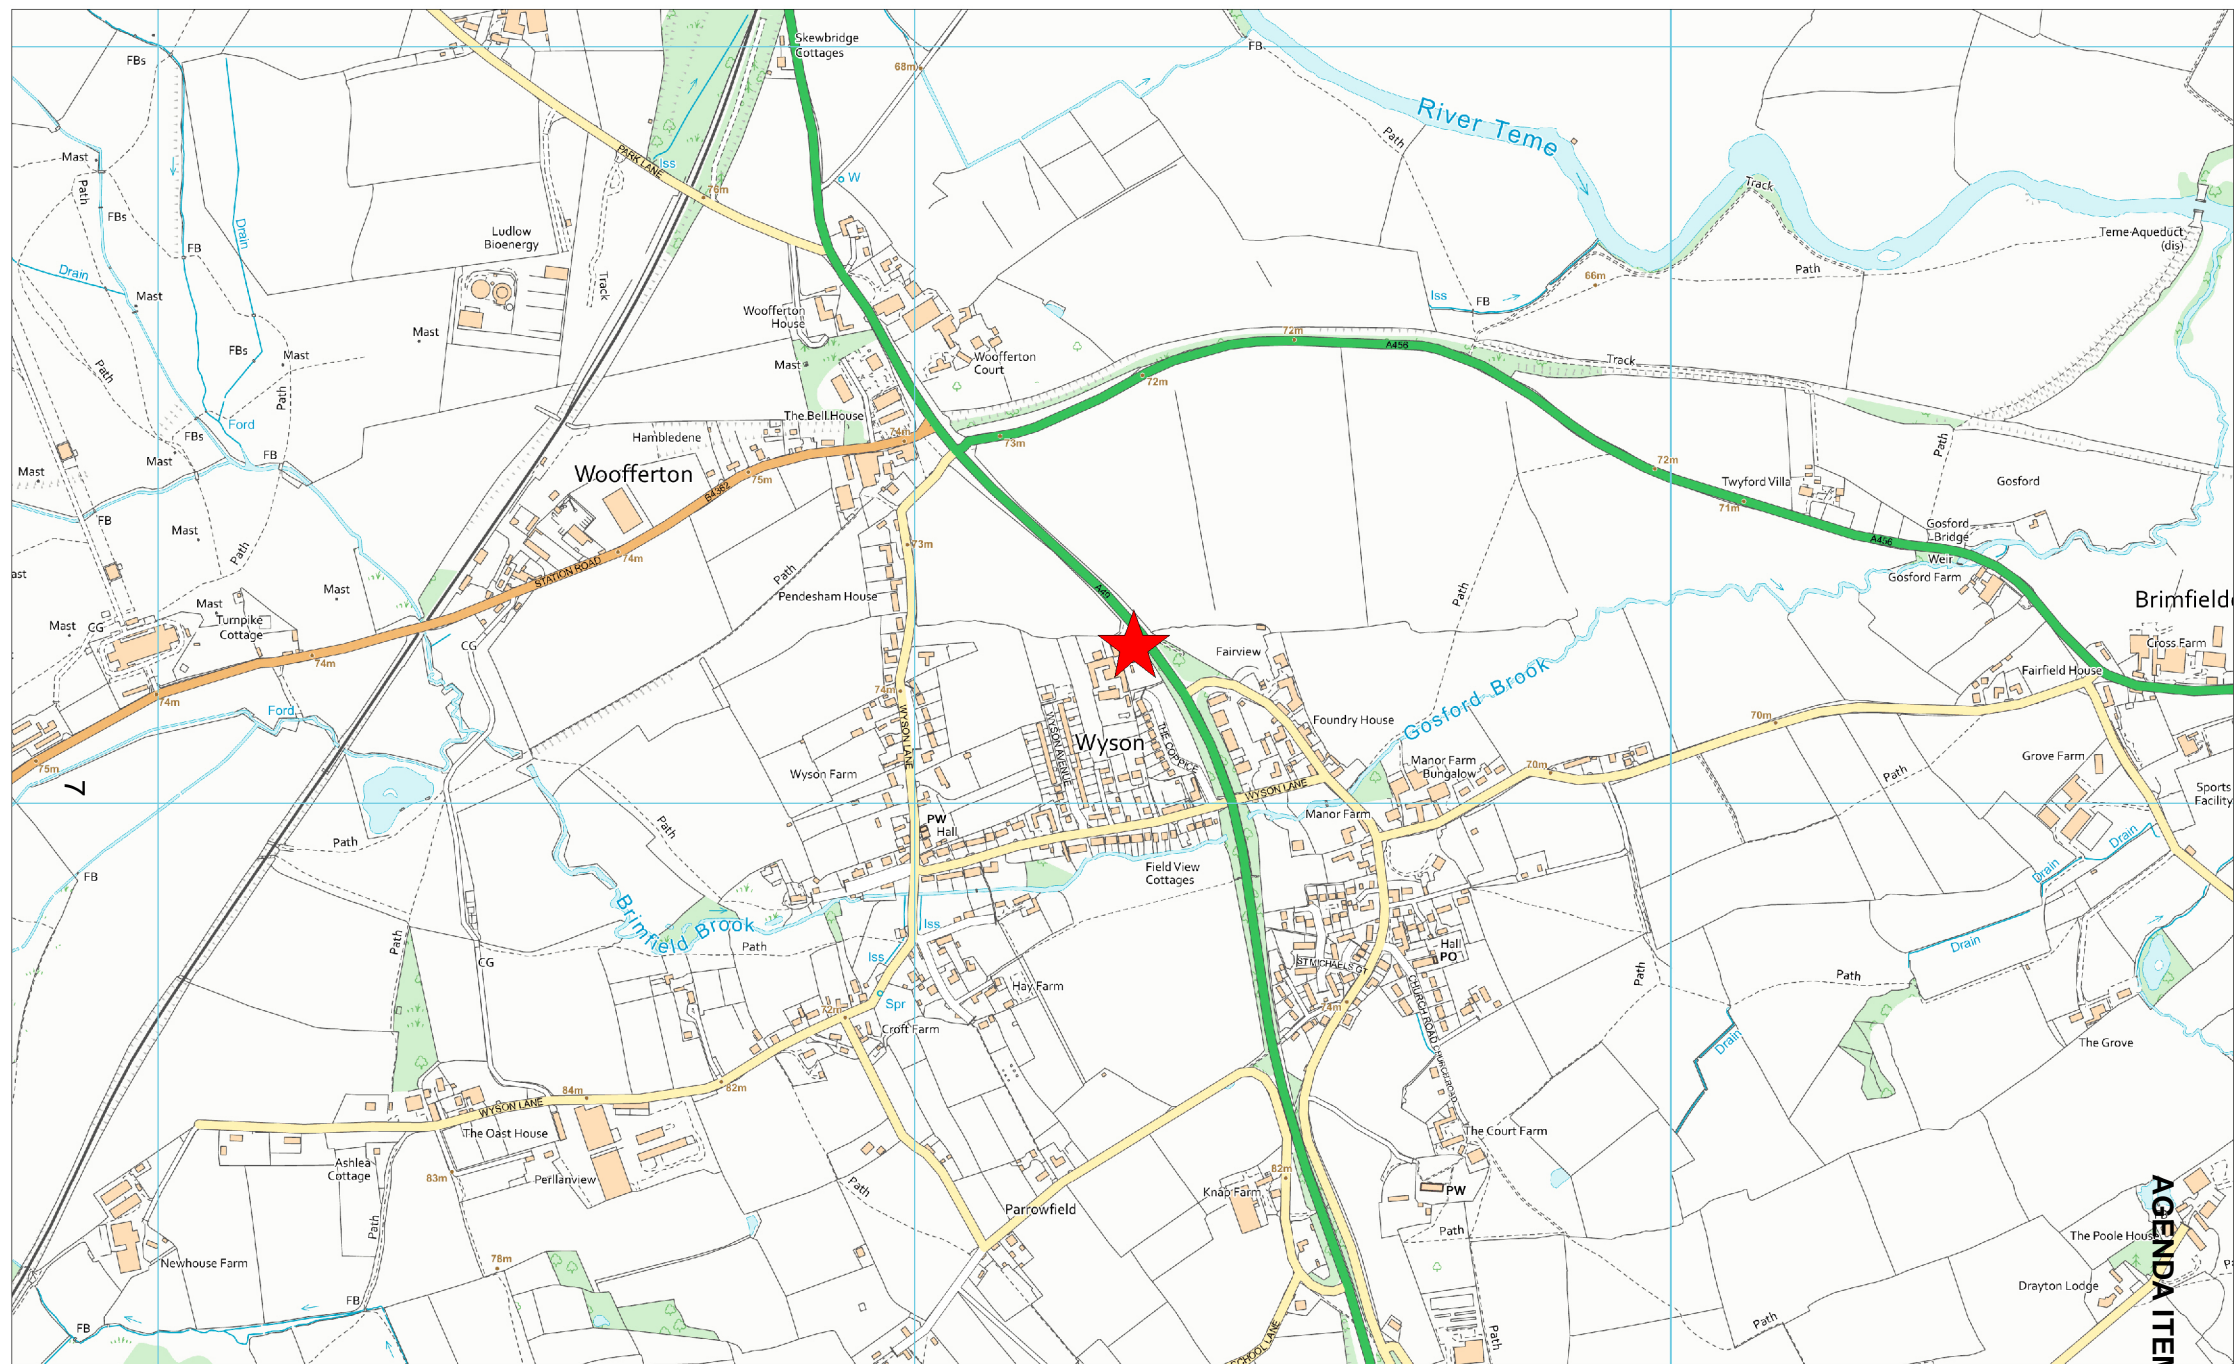 Skewbridge
Cottages
FBs
68m
FB
River Teme
Path
Mast
PARK LANE
Iss
76m
W
Path
FBs
Track
Drain
FB
Ludlow
Bioenergy
Teme Aqueduct
(dis)
Drain
Track
Path
66m
Mast
Iss
FB
Woofferton
House
Mast
72m
A456
FBs
Mast
Path
Mast
Woofferton
Court
72m
Track
Path
The Bell House
Ford
FBs
Hambledene
74m
73m
Path
FB
Mast
Mast
Woofferton
75m
B4362
72m
Twyford Villa
71m
Gosford
FB
Mast
Path
STATION ROAD
74m
73m
Gosford
Bridge
A456
Weir
Gosford Farm
ast
Path
Pendesham House
A49
Path
Mast
Mast
Brimfield
Mast
CG
Turnpike
Cottage
CG
74m
Fairview
Cross Farm
Fairfield House
74m
74m
Gosford Brook
Ford
WYSON LANE
WYSON AVENUE
THE COPPICE
Foundry House
70m
Wyson
75m
7
Wyson Farm
Manor Farm
Bungalow
70m
Grove Farm
Path
WYSON LANE
Sports
Facility
Path
Path
PW
Hall
Manor Farm
Drain
Field View
Cottages
Drain
FB
Brimfield Brook
Path
Iss
Iss
Path
CG
Hall
PO
ST MICHAELS CT
Drain
Path
Path
Hay Farm
Spr
72m
Croft Farm
CHURCH ROAD
74m
Drain
The Grove
CHURCH ROAD
84m
82m
WYSON LANE
The Oast House
The Court Farm
Ashlea
Cottage
83m
Perllanview
Path
82m
Knap Farm
PW
Parrowfield
Path
Path
AGENDA ITEM
The Poole House
Newhouse Farm
78m
Drayton Lodge
FB
FB
SCHOOL LANE
Path
Path